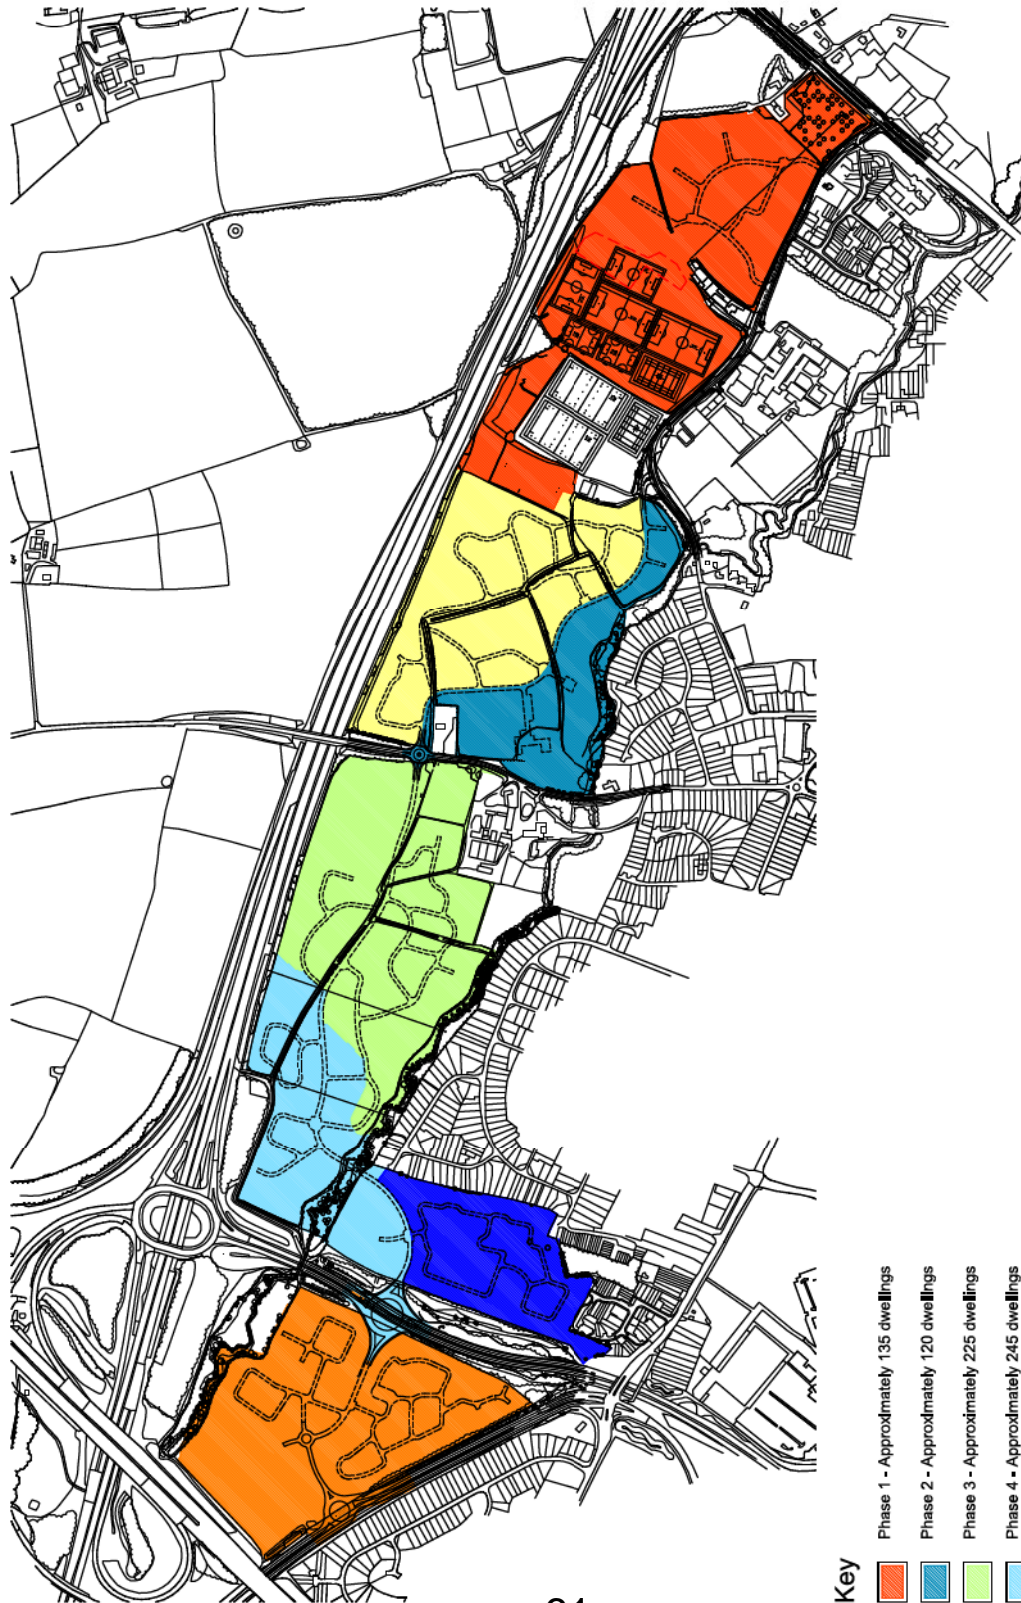 Key
Phase 1 - Approximately 135 dwellings
Phase 2 - Approximately 120 dwellings
Phase 3 - Approximately 225 dwellings
Phase 4 - Approximately 245 dwellings